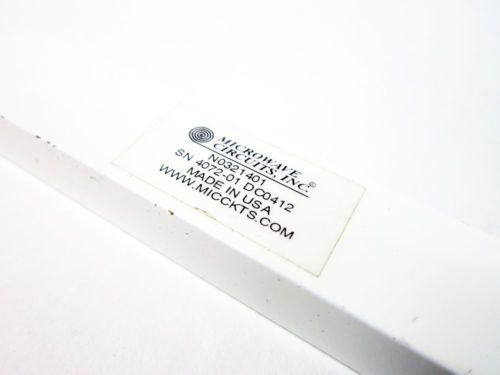 MICROWAVE
CIRCUITS, INC.®
N0321401
SN 4072-01 DC0412
MADE IN USA
WWW.MICCKTS.COM